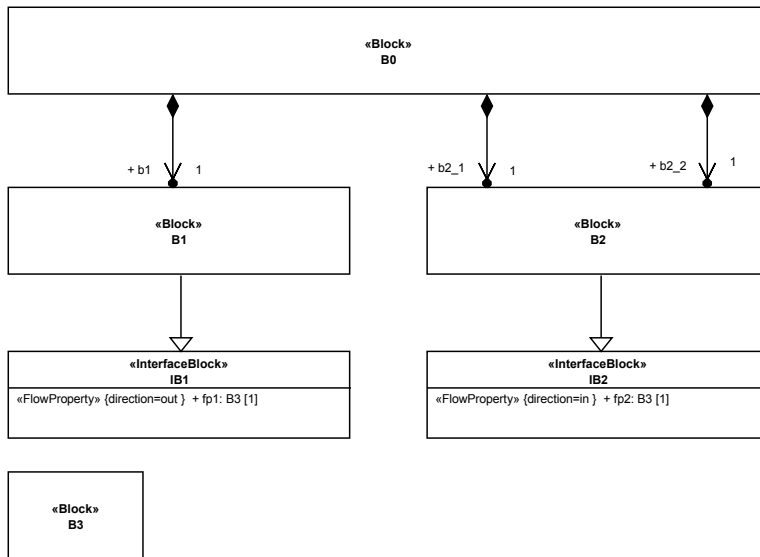 «Block»
B0
+ b1 1
+ b2_1 1
+ b2_2 1
«Block»
B1
«Block»
B2
«InterfaceBlock»
IB1
«FlowProperty» {direction=out } + fp1: B3 [1]
«InterfaceBlock»
IB2
«FlowProperty» {direction=in } + fp2: B3 [1]
«Block»
B3